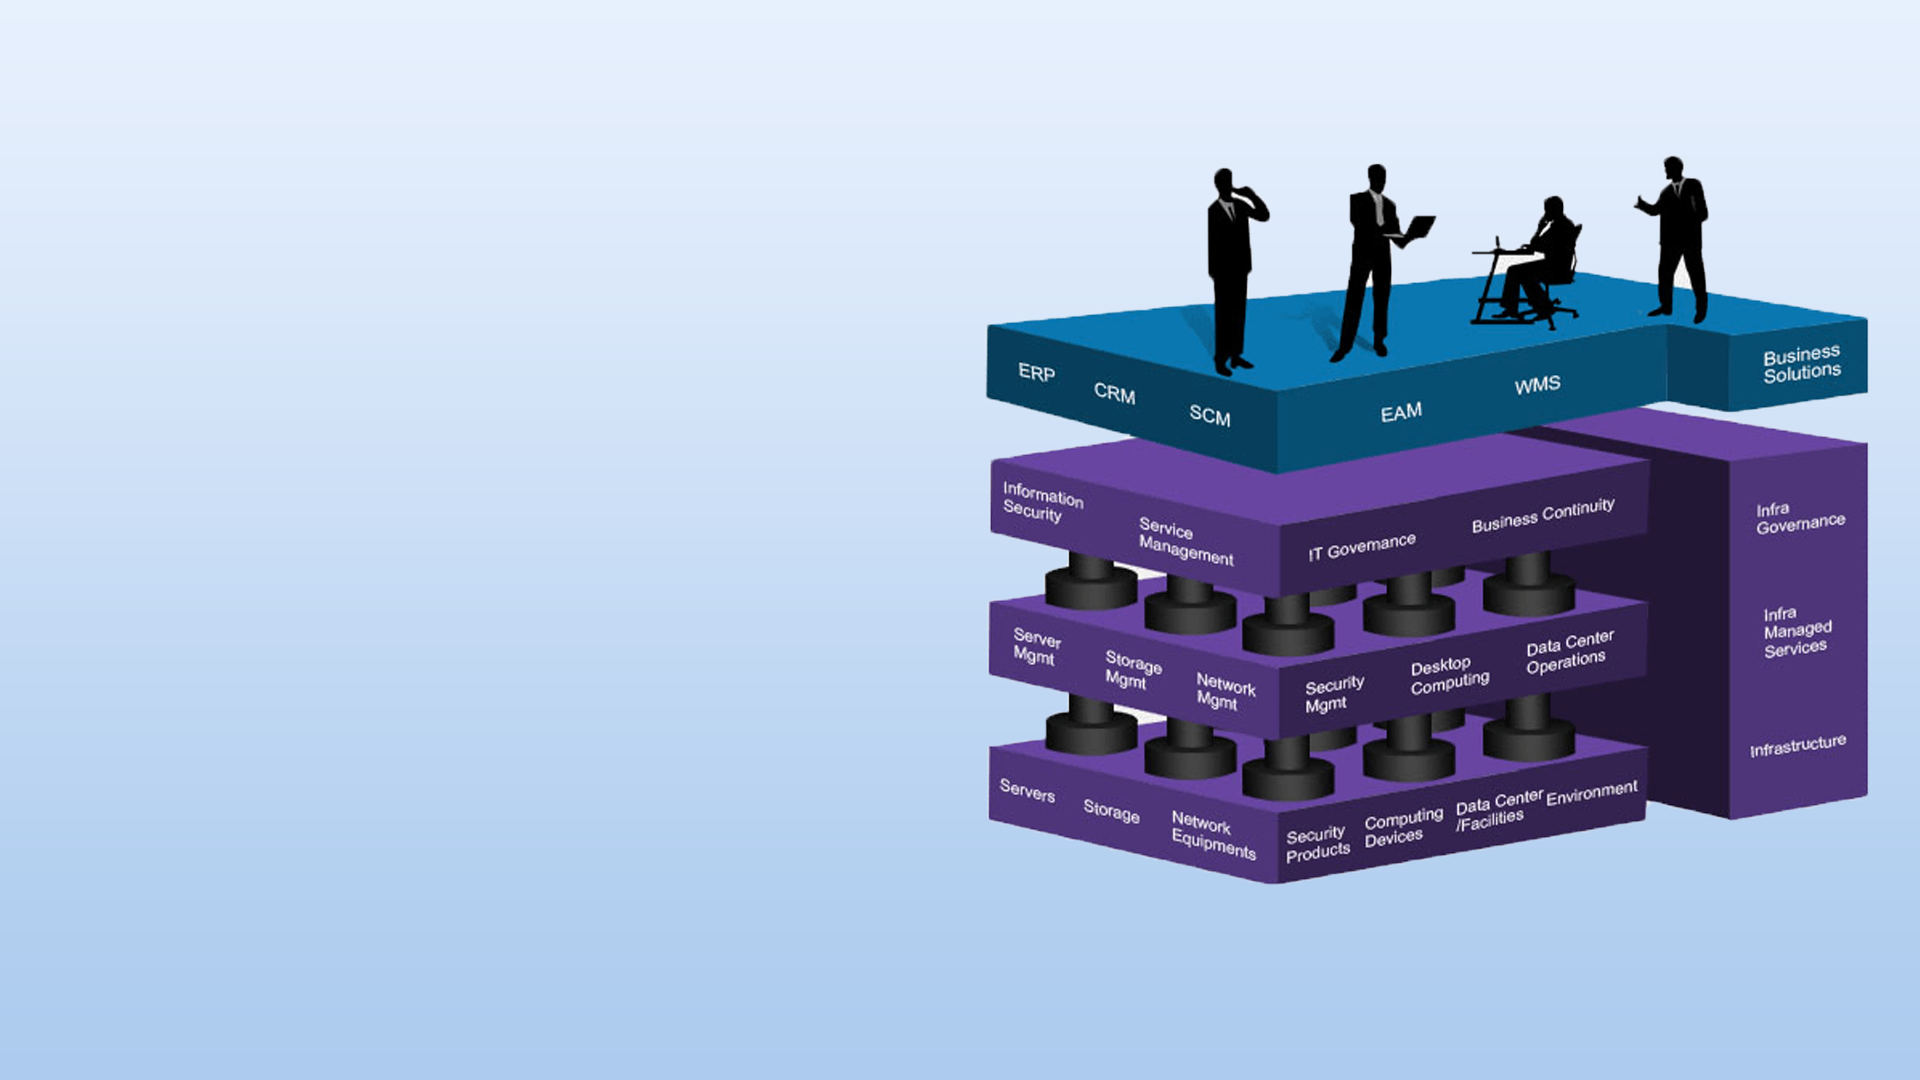 ERP
CRM
SCM
EAM
WMS
Business
Solutions
Information
Security
Service
Management
IT Governance
Business Continuity
Infra
Governance
Server
Mgmt
Storage
Mgmt
Network
Mgmt
Security
Mgmt
Desktop
Computing
Data Center
Operations
Infra
Managed
Services
Servers
Storage
Network
Equipments
Security
Products
Computing
Devices
Data Center
/Facilities
Environment
Infrastructure